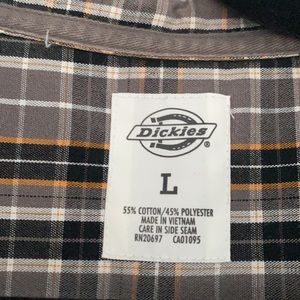 Dickies®
L
55% COTTON/45% POLYESTER
MADE IN VIETNAM
CARE IN SIDE SEAM
RN20697 CA01095